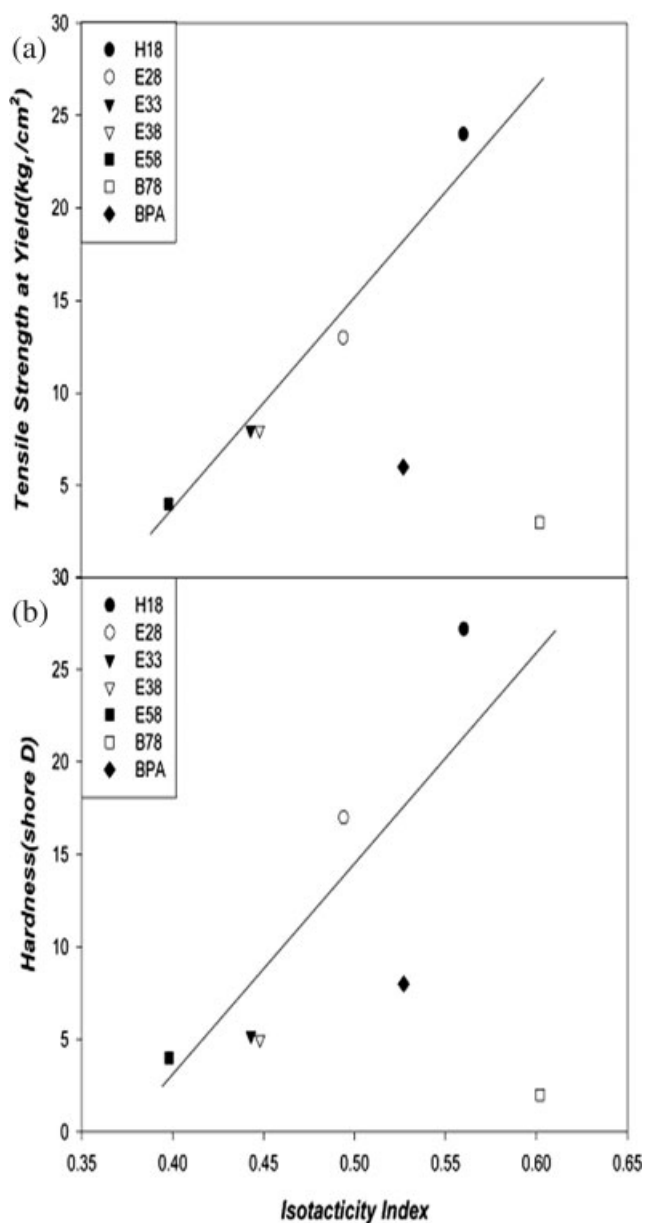 (a)
30
25
20
15
10
5
30
Tensile Strength at Yield(kgf/cm²)
H18
E28
E33
E38
E58
B78
BPA
(b)
25
20
15
10
5
0
Hardness(shore D)
H18
E28
E33
E38
E58
B78
BPA
0.35 0.40 0.45 0.50 0.55 0.60 0.65
Isotacticity Index